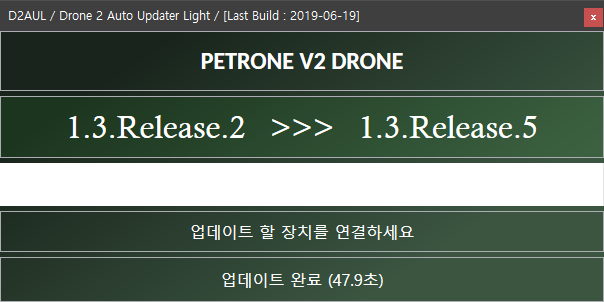 D2AUL / Drone 2 Auto Updater Light / [Last Build : 2019-06-19]
PETRONE V2 DRONE
1.3.Release.2 >>> 1.3.Release.5
업데이트 할 장치를 연결하세요
업데이트 완료 (47.9초)